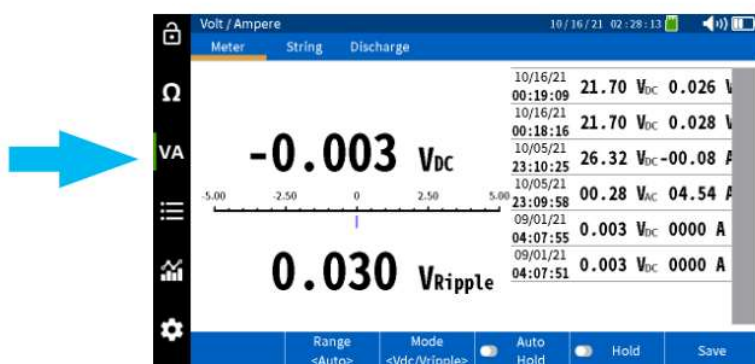 Volt / Ampere 10/16/21 02:28:13
Meter String Discharge
Ω
VA
-0.003 VDC
-5.00 -2.50 0 2.50 5.00
0.030 VRipple
10/16/21
00:19:09 21.70 VDC 0.026 V
10/16/21
00:18:16 21.70 VDC 0.028 V
10/05/21
23:10:25 26.32 VDC -00.08 A
10/05/21
23:09:58 00.28 VAC 04.54 A
09/01/21
04:07:55 0.003 VDC 0000 A
09/01/21
04:07:51 0.003 VDC 0000 A
Range Mode Auto Hold Save
<Auto> <Vdc/Vripple> Hold